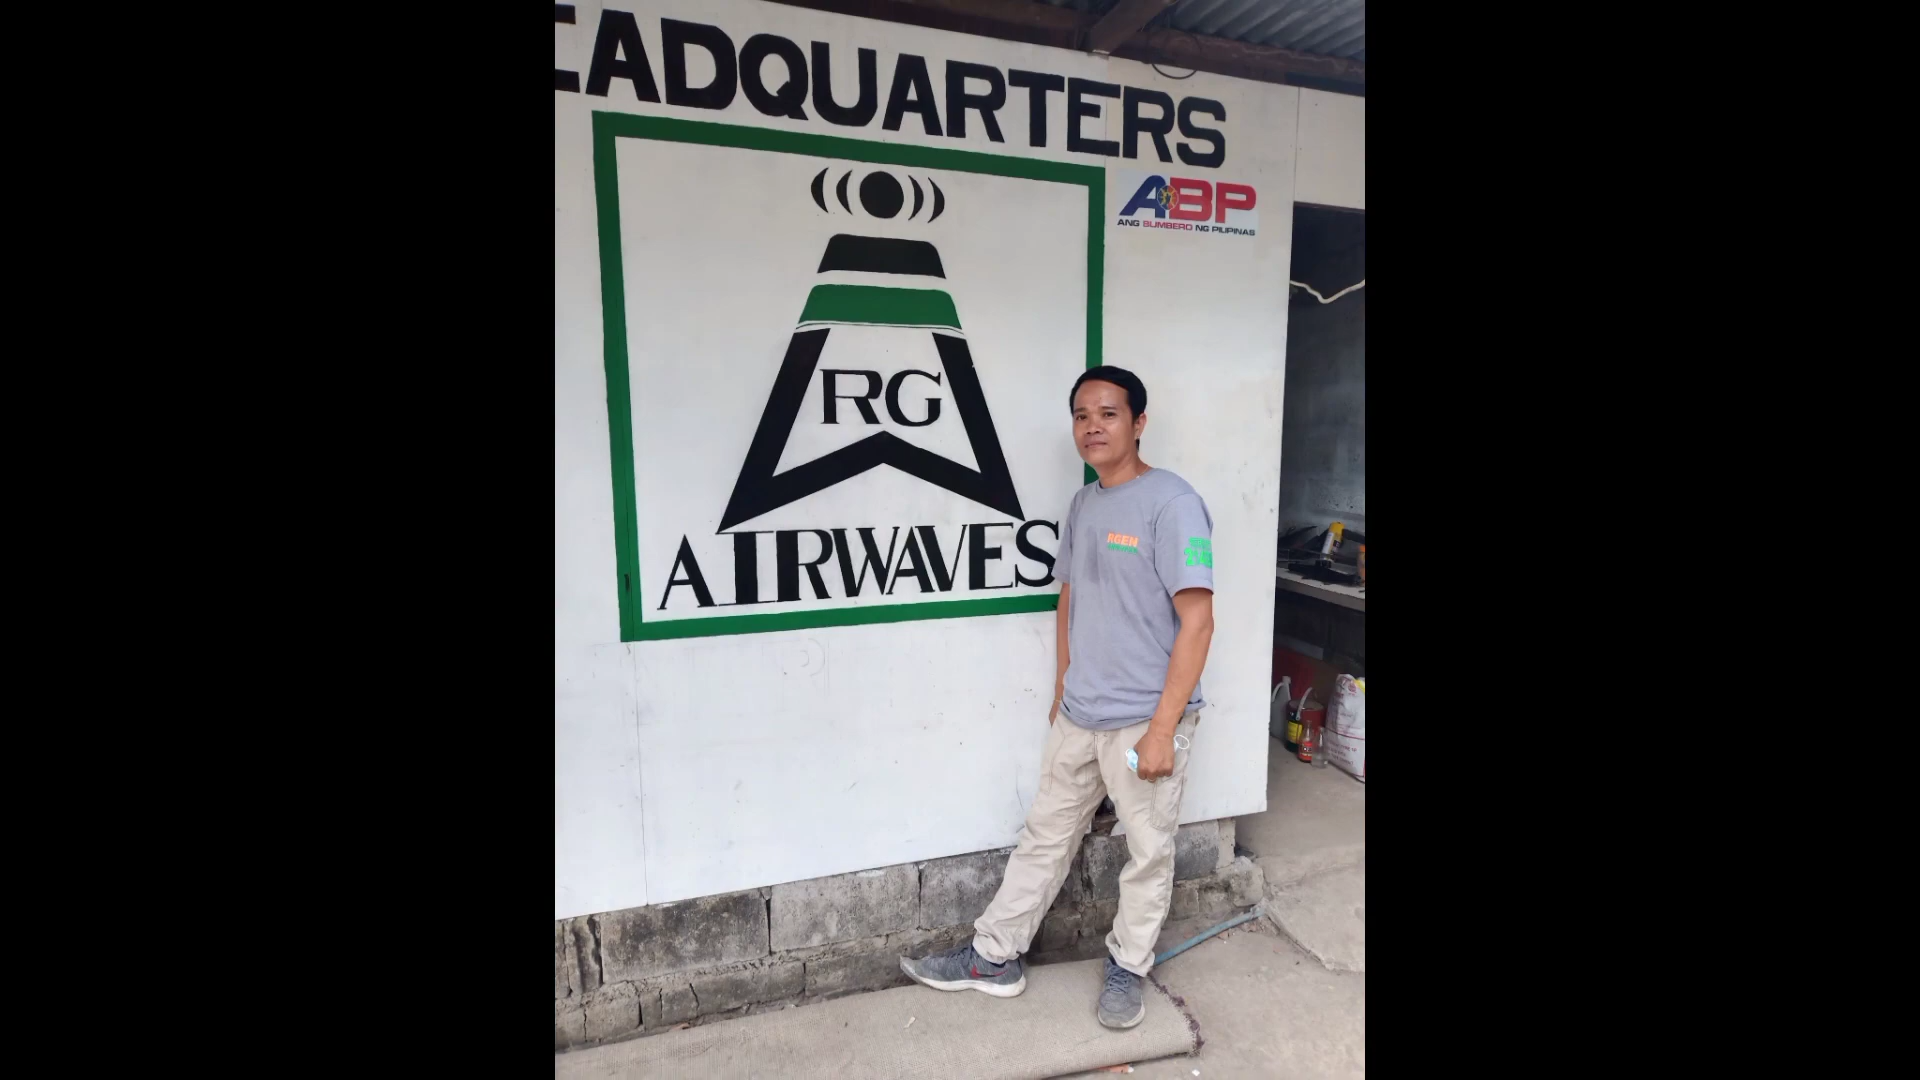 EADQUARTERS
ABP
ANG BUMBERO NG PILIPINAS
RG
AIRWAVES
RGEN